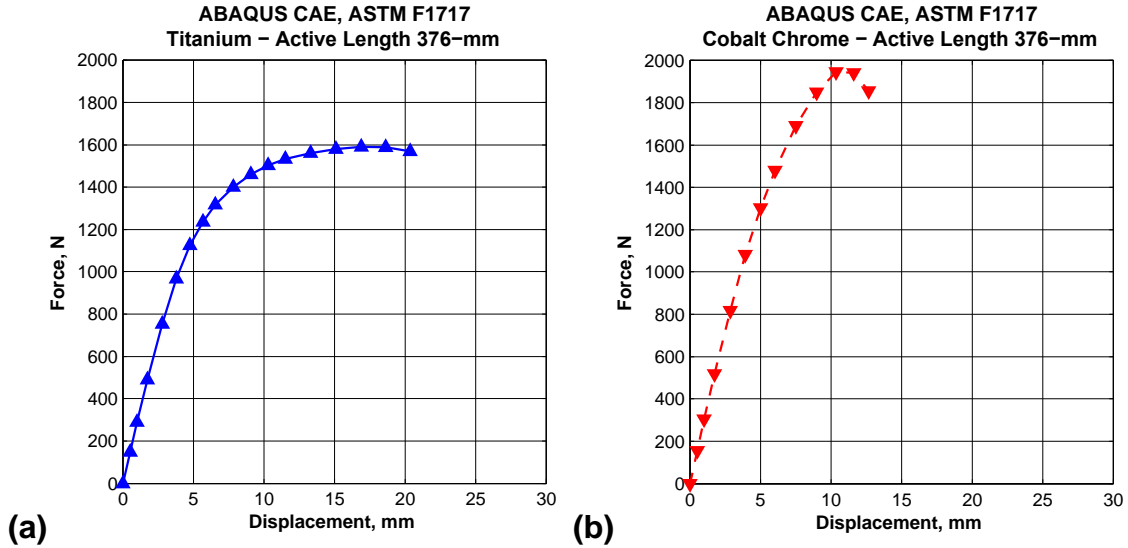 ABAQUS CAE, ASTM F1717
Titanium − Active Length 376−mm
2000
1800
1600
1400
1200
1000
800
600
400
200
0
0 5 10 15 20 25 30
Force, N
Displacement, mm
(a)
ABAQUS CAE, ASTM F1717
Cobalt Chrome − Active Length 376−mm
2000
1800
1600
1400
1200
1000
800
600
400
200
0
0 5 10 15 20 25 30
Force, N
Displacement, mm
(b)